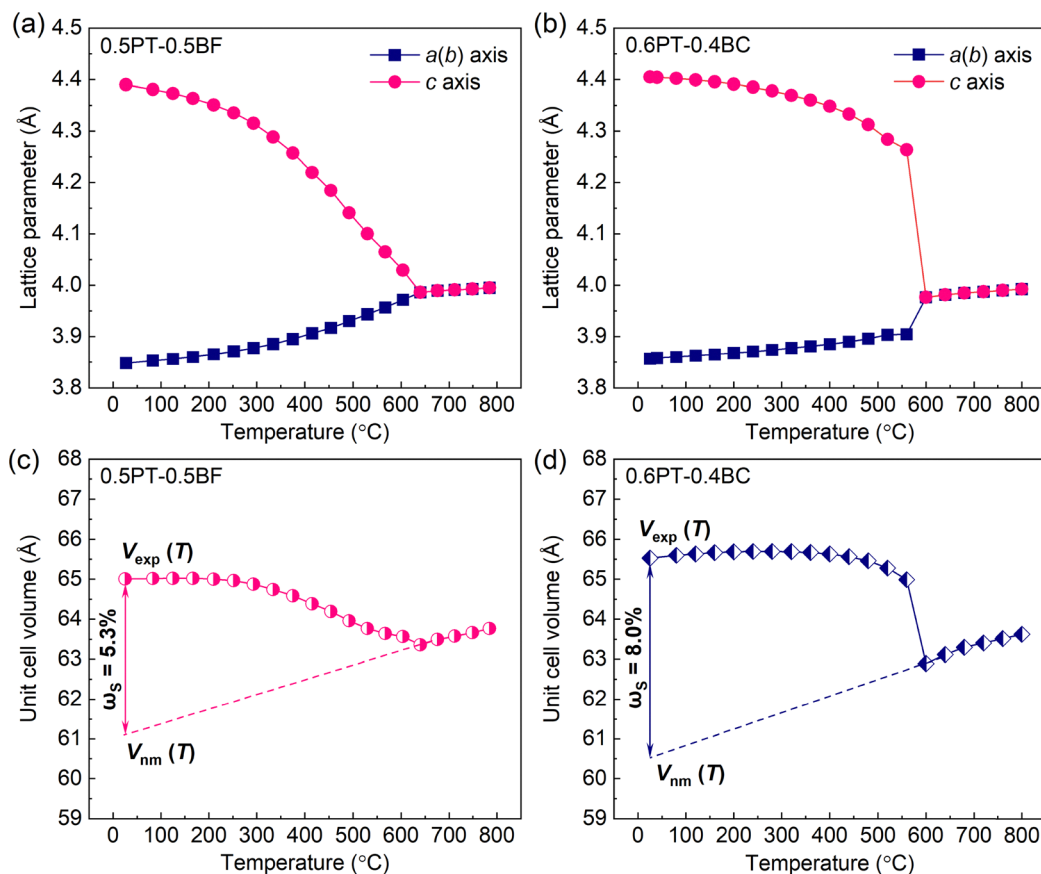 (a)
0.5PT-0.5BF
a(b) axis
c axis
Lattice parameter (Å)
4.5
4.4
4.3
4.2
4.1
4.0
3.9
3.8
0 100 200 300 400 500 600 700 800
Temperature (°C)
(b)
0.6PT-0.4BC
a(b) axis
c axis
Lattice parameter (Å)
4.5
4.4
4.3
4.2
4.1
4.0
3.9
3.8
0 100 200 300 400 500 600 700 800
Temperature (°C)
(c)
0.5PT-0.5BF
Unit cell volume (Å)
68
67
66
65
64
63
62
61
60
59
Vexp (T)
ωS = 5.3%
Vnm (T)
0 100 200 300 400 500 600 700 800
Temperature (°C)
(d)
0.6PT-0.4BC
Unit cell volume (Å)
68
67
66
65
64
63
62
61
60
59
Vexp (T)
ωS = 8.0%
Vnm (T)
0 100 200 300 400 500 600 700 800
Temperature (°C)